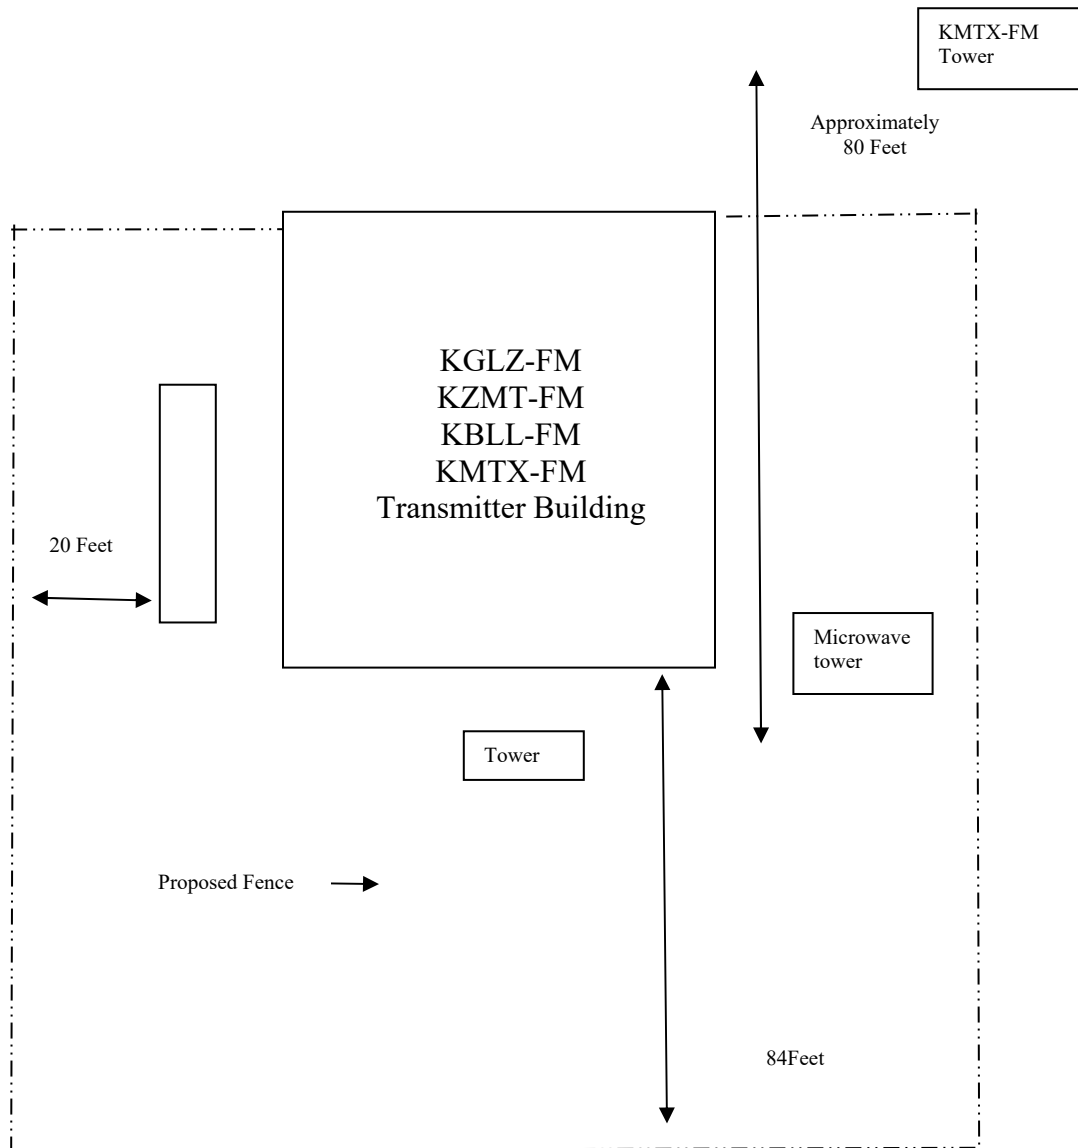 KMTX-FM
Tower
Approximately
80 Feet
KGLZ-FM
KZMT-FM
KBLL-FM
KMTX-FM
Transmitter Building
20 Feet
Microwave
tower
Tower
Proposed Fence
84Feet